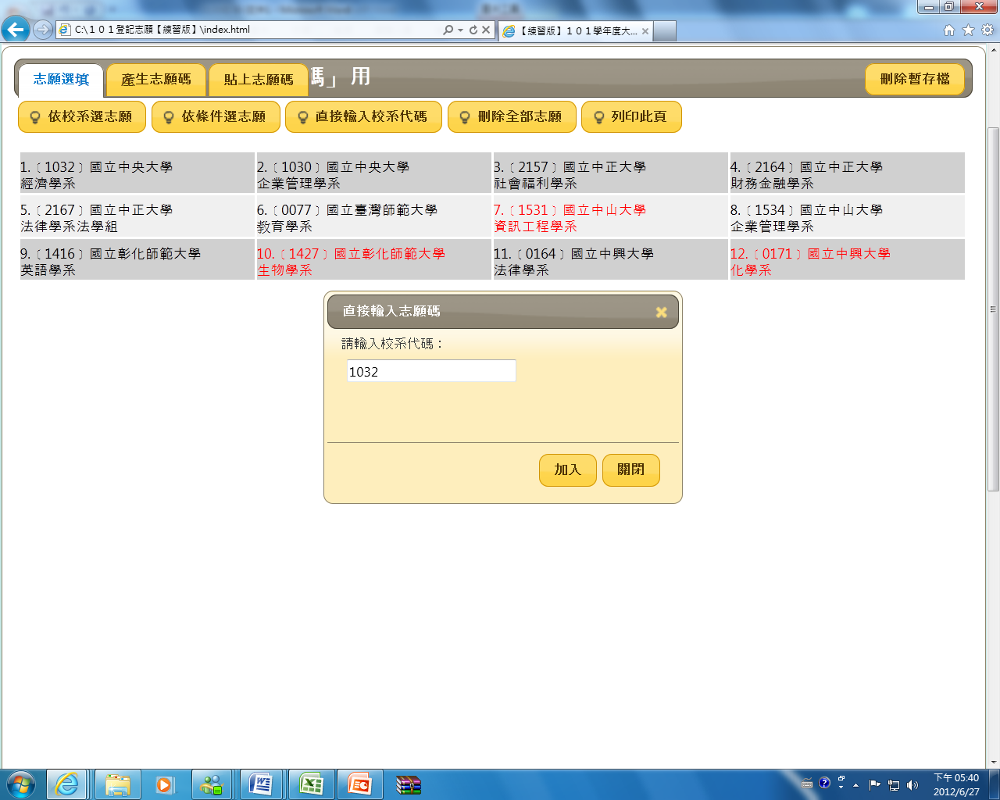 C:\１０１登記志願【練習版】\index.html
【練習版】１０１學年度大...
志願選填
產生志願碼
貼上志願碼
碼」用
刪除暫存檔
依校系選志願
依條件選志願
直接輸入校系代碼
刪除全部志願
列印此頁
1.﹝1032﹞國立中央大學
經濟學系
2.﹝1030﹞國立中央大學
企業管理學系
3.﹝2157﹞國立中正大學
社會福利學系
4.﹝2164﹞國立中正大學
財務金融學系
5.﹝2167﹞國立中正大學
法律學系法學組
6.﹝0077﹞國立臺灣師範大學
教育學系
7.﹝1531﹞國立中山大學
資訊工程學系
8.﹝1534﹞國立中山大學
企業管理學系
9.﹝1416﹞國立彰化師範大學
英語學系
10.﹝1427﹞國立彰化師範大學
生物學系
11.﹝0164﹞國立中興大學
法律學系
12.﹝0171﹞國立中興大學
化學系
直接輸入志願碼
請輸入校系代碼：
1032
加入
關閉
下午 05:40
2012/6/27